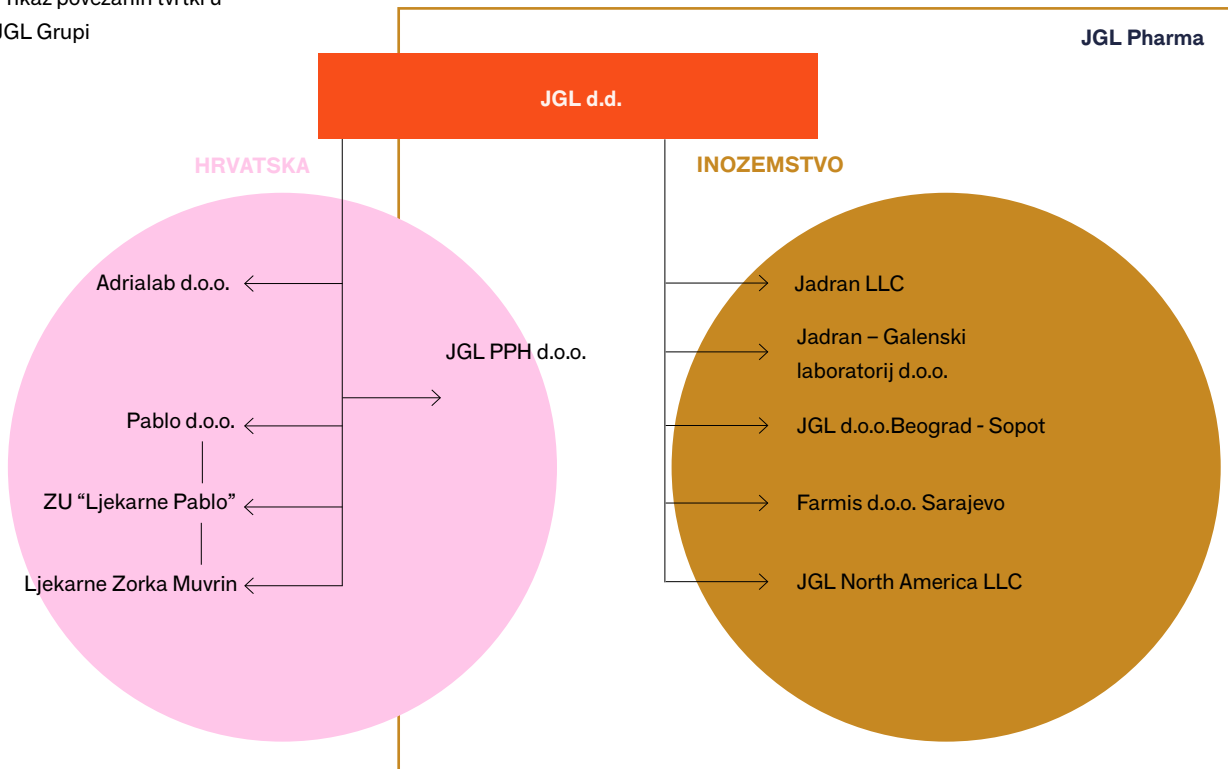 JGL Grupi
JGL Pharma
JGL d.d.
HRVATSKA
INOZEMSTVO
Adrialab d.o.o.
JGL PPH d.o.o.
Pablo d.o.o.
ZU “Ljekarne Pablo”
Ljekarne Zorka Muvrin
Jadran LLC
Jadran – Galenski
laboratorij d.o.o.
JGL d.o.o.Beograd - Sopot
Farmis d.o.o. Sarajevo
JGL North America LLC